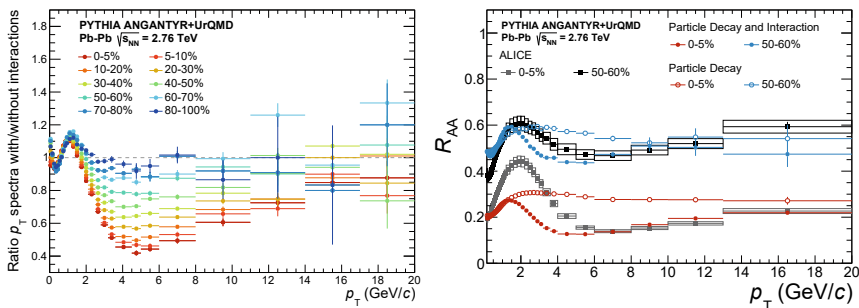 PYTHIA ANGANTYR+UrQMD
Pb-Pb √sNN = 2.76 TeV
0-5% 5-10%
10-20% 20-30%
30-40% 40-50%
50-60% 60-70%
70-80% 80-100%
Ratio pT spectra with/without interactions
1.8
1.6
1.4
1.2
1
0.8
0.6
0.4
0 2 4 6 8 10 12 14 16 18 20
pT (GeV/c)
PYTHIA ANGANTYR+UrQMD
Pb-Pb √sNN = 2.76 TeV
ALICE
0-5% 50-60%
Particle Decay and Interaction
0-5% 50-60%
Particle Decay
0-5% 50-60%
RAA
1
0.8
0.6
0.4
0.2
0
0 2 4 6 8 10 12 14 16 18 20
pT (GeV/c)